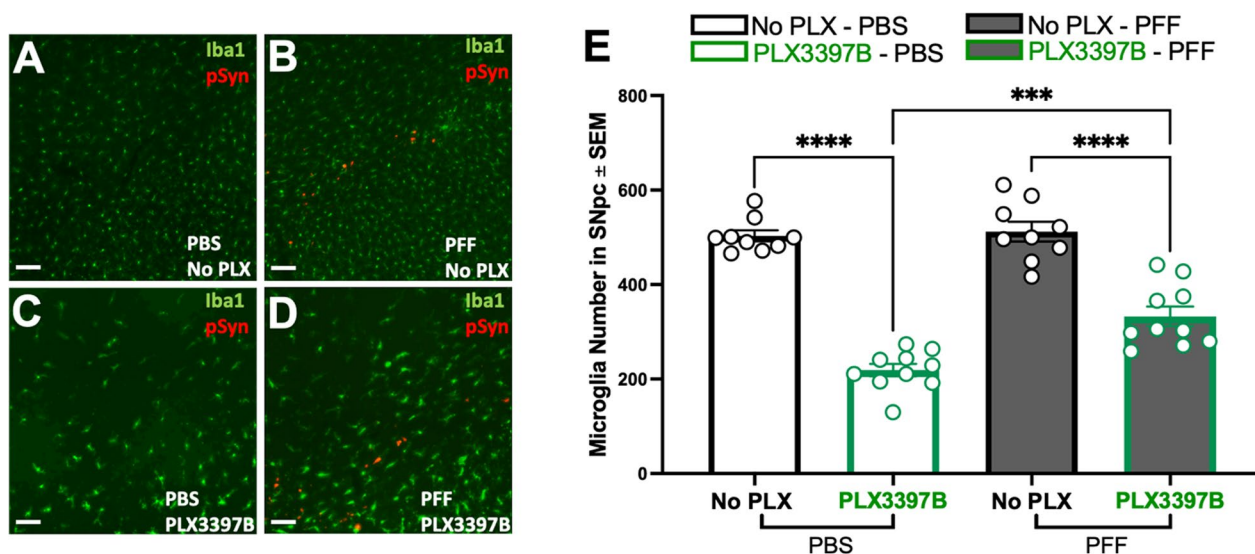 A
Iba1
pSyn
PBS
No PLX
B
Iba1
pSyn
PFF
No PLX
C
Iba1
pSyn
PBS
PLX3397B
D
Iba1
pSyn
PFF
PLX3397B
E
No PLX - PBS
No PLX - PFF
PLX3397B - PBS
PLX3397B - PFF
Microglia Number in SNpc ± SEM
800
600
400
200
0
****
***
****
No PLX
PLX3397B
No PLX
PLX3397B
PBS
PFF